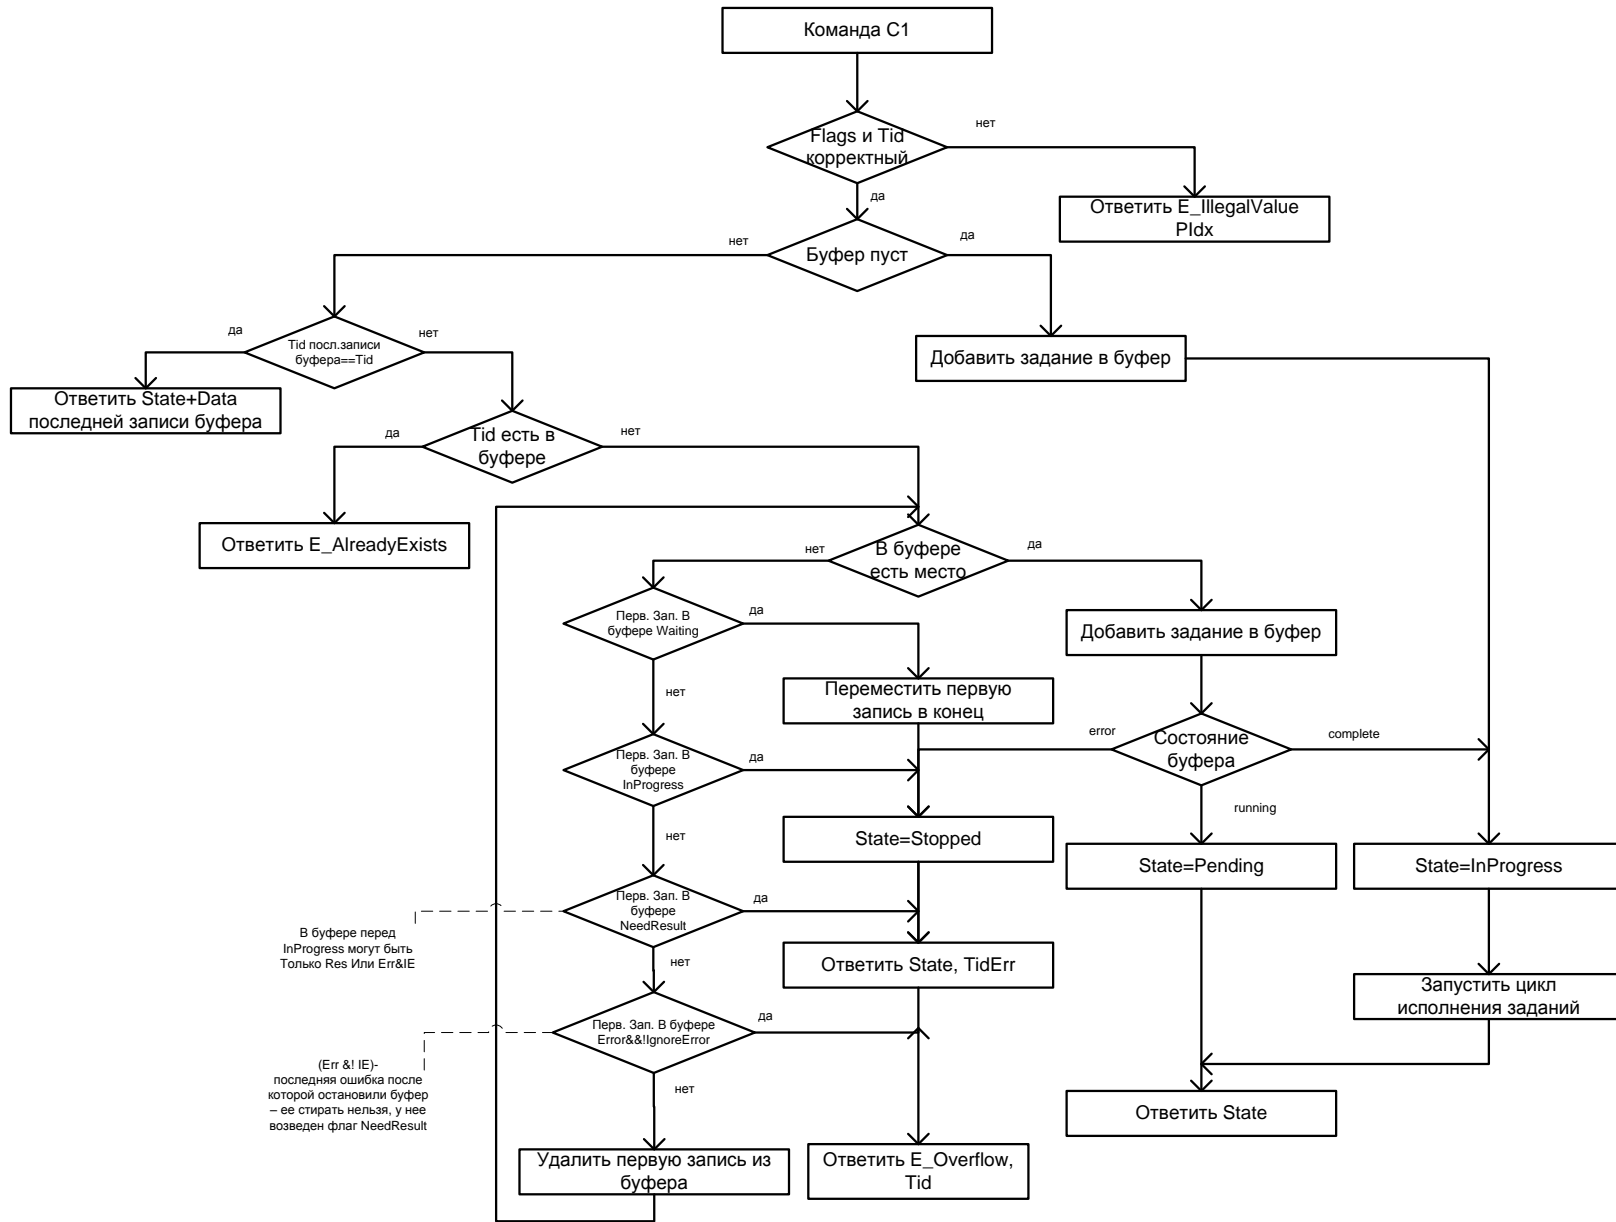 Команда C1
Flags и Tid
корректный
нет
да
Ответить E_IllegalValue
PIdx
Буфер пуст
нет
да
Tid посл.записи
буфера==Tid
да
нет
Добавить задание в буфер
Ответить State+Data
последней записи буфера
Tid есть в
буфере
да
нет
Ответить E_AlreadyExists
В буфере
есть место
нет
да
Перв. Зап. В
буфере Waiting
да
нет
Добавить задание в буфер
Переместить первую
запись в конец
Состояние
буфера
error
complete
running
Перв. Зап. В
буфере
InProgress
да
нет
State=Stopped
State=Pending
State=InProgress
Перв. Зап. В
буфере
NeedResult
да
нет
В буфере перед
InProgress могут быть
Только Res Или Err&IE
Ответить State, TidErr
Запустить цикл
исполнения заданий
Перв. Зап. В буфере
Error&&!IgnoreError
да
нет
(Err &! IE)-
последняя ошибка после
которой остановили буфер
– ее стирать нельзя, у нее
возведен флаг NeedResult
Ответить State
Удалить первую запись из
буфера
Ответить E_Overflow,
Tid